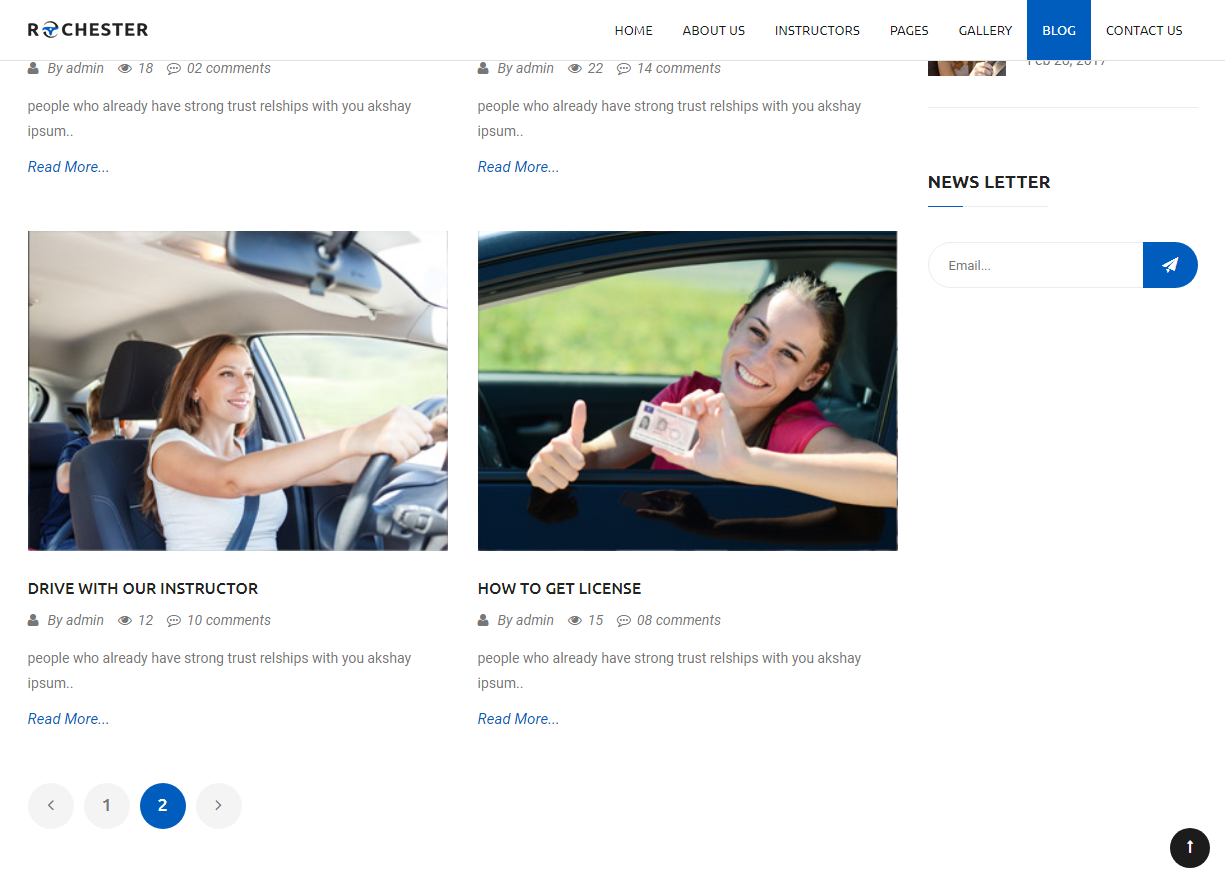 ROCHESTER
HOME ABOUT US INSTRUCTORS PAGES GALLERY BLOG CONTACT US
By admin 18 02 comments
people who already have strong trust relships with you akshay
ipsum..
Read More...
By admin 22 14 comments
people who already have strong trust relships with you akshay
ipsum..
Read More...
Feb 20, 2017
NEWS LETTER
Email...
DRIVE WITH OUR INSTRUCTOR
By admin 12 10 comments
people who already have strong trust relships with you akshay
ipsum..
Read More...
HOW TO GET LICENSE
By admin 15 08 comments
people who already have strong trust relships with you akshay
ipsum..
Read More...
1 2